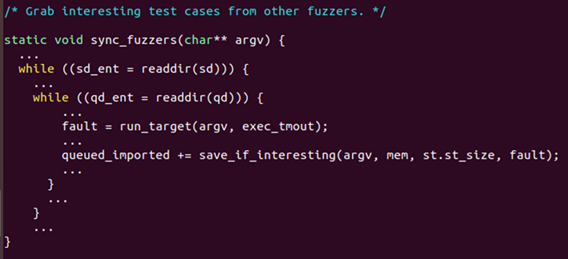 /* Grab interesting test cases from other fuzzers. */
static void sync_fuzzers(char** argv) {
...
while ((sd_ent = readdir(sd))) {
...
while ((qd_ent = readdir(qd))) {
...
fault = run_target(argv, exec_tmout);
...
queued_imported += save_if_interesting(argv, mem, st.st_size, fault);
...
}
...
}
...
}